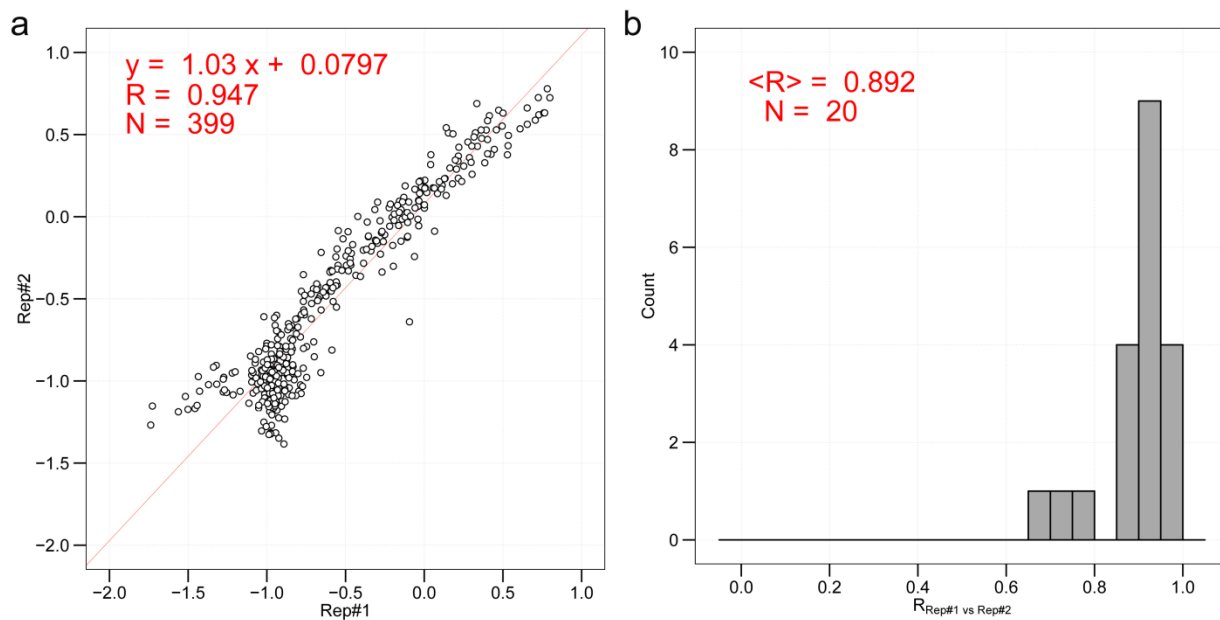 a
y = 1.03 x + 0.0797
R = 0.947
N = 399
1.0
0.5
0.0
−0.5
−1.0
−1.5
−2.0
Rep#2
−2.0 −1.5 −1.0 −0.5 0.0 0.5 1.0
Rep#1
b
<R> = 0.892
N = 20
10
8
6
4
2
0
Count
0.0 0.2 0.4 0.6 0.8 1.0
R Rep#1 vs Rep#2